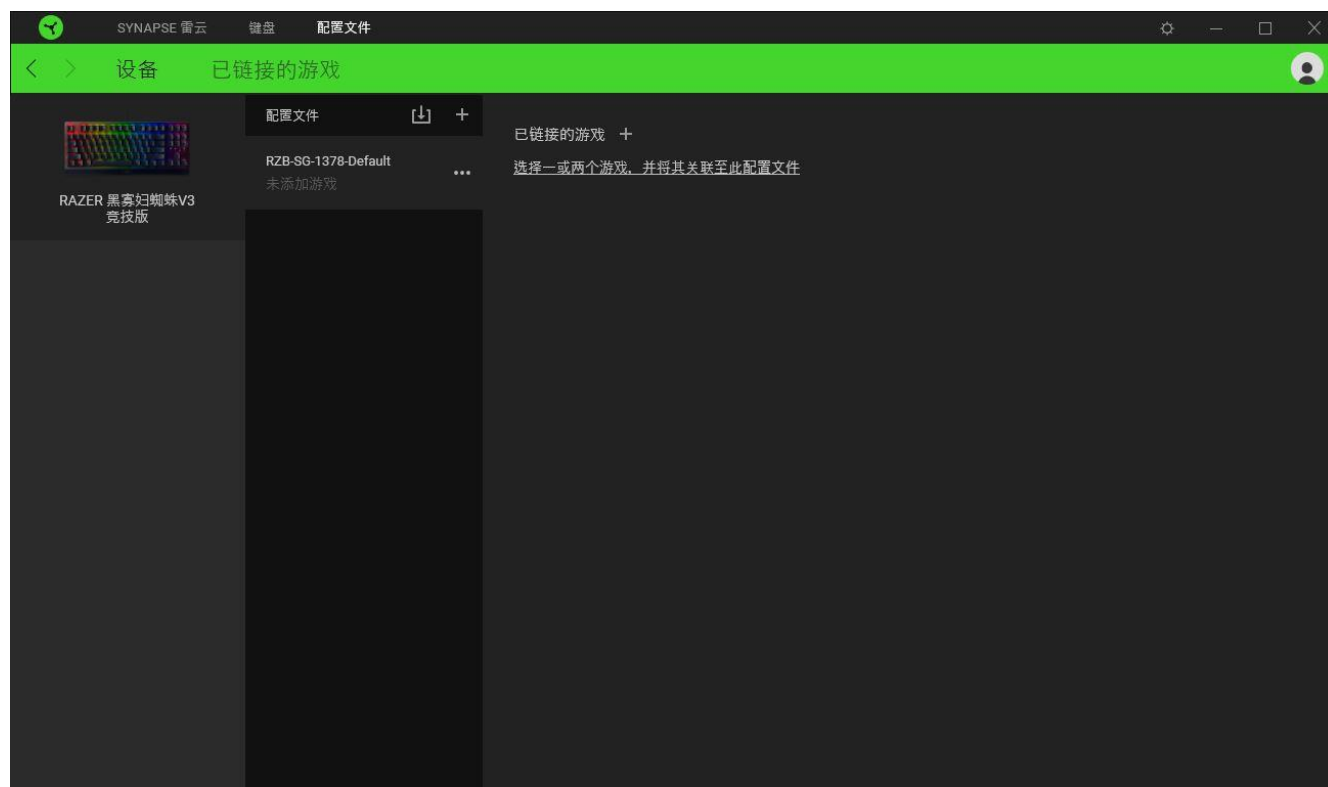 SYNAPSE 雷云 键盘 配置文件
设备 已链接的游戏
配置文件
RZB-SG-1378-Default
未添加游戏
RAZER 黑寡妇蜘蛛V3
竞技版
已链接的游戏
选择一或两个游戏，并将其关联至此配置文件